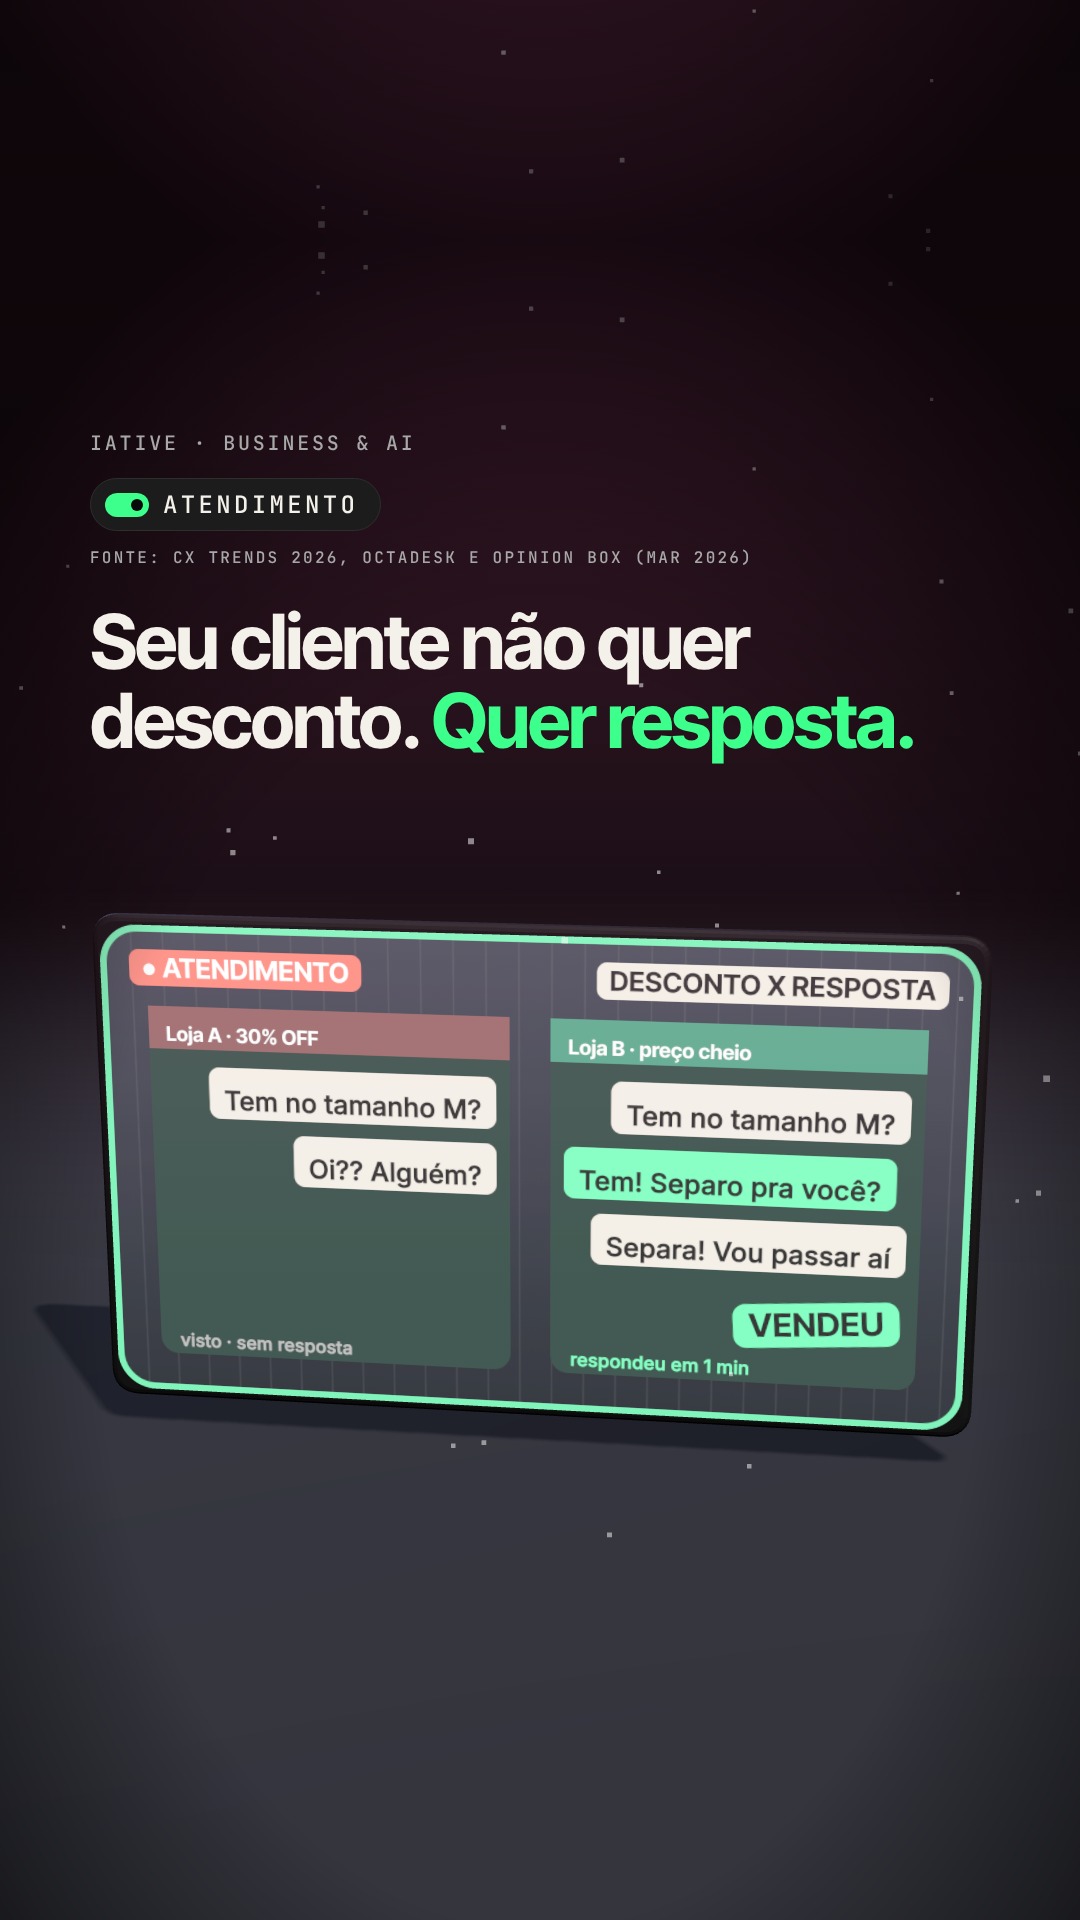 IATIVE · BUSINESS & AI
ATENDIMENTO
FONTE: CX TRENDS 2026, OCTADESK E OPINION BOX (MAR 2026)
Seu cliente não quer
desconto. Quer resposta.
ATENDIMENTO
DESCONTO X RESPOSTA
Loja A · 30% OFF
Tem no tamanho M?
Oi?? Alguém?
visto · sem resposta
Loja B · preço cheio
Tem no tamanho M?
Tem! Separo pra você?
Separa! Vou passar aí
VENDEU
respondeu em 1 min